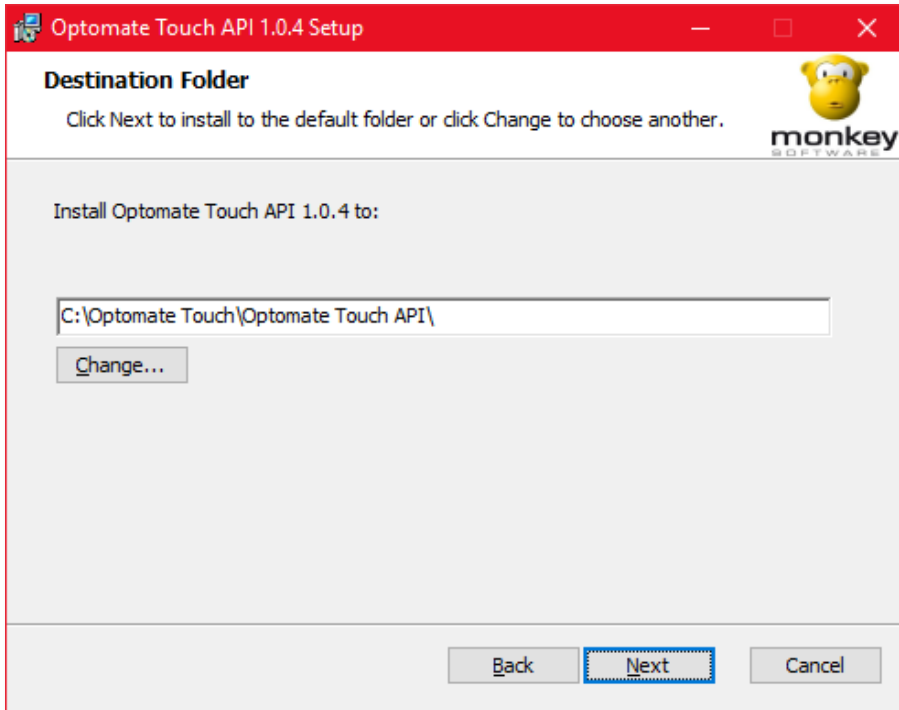 Optomate Touch API 1.0.4 Setup
Destination Folder
Click Next to install to the default folder or click Change to choose another.
monkey
SOFTWARE
Install Optomate Touch API 1.0.4 to:
C:\Optomate Touch\Optomate Touch API\
Change...
Back Next Cancel